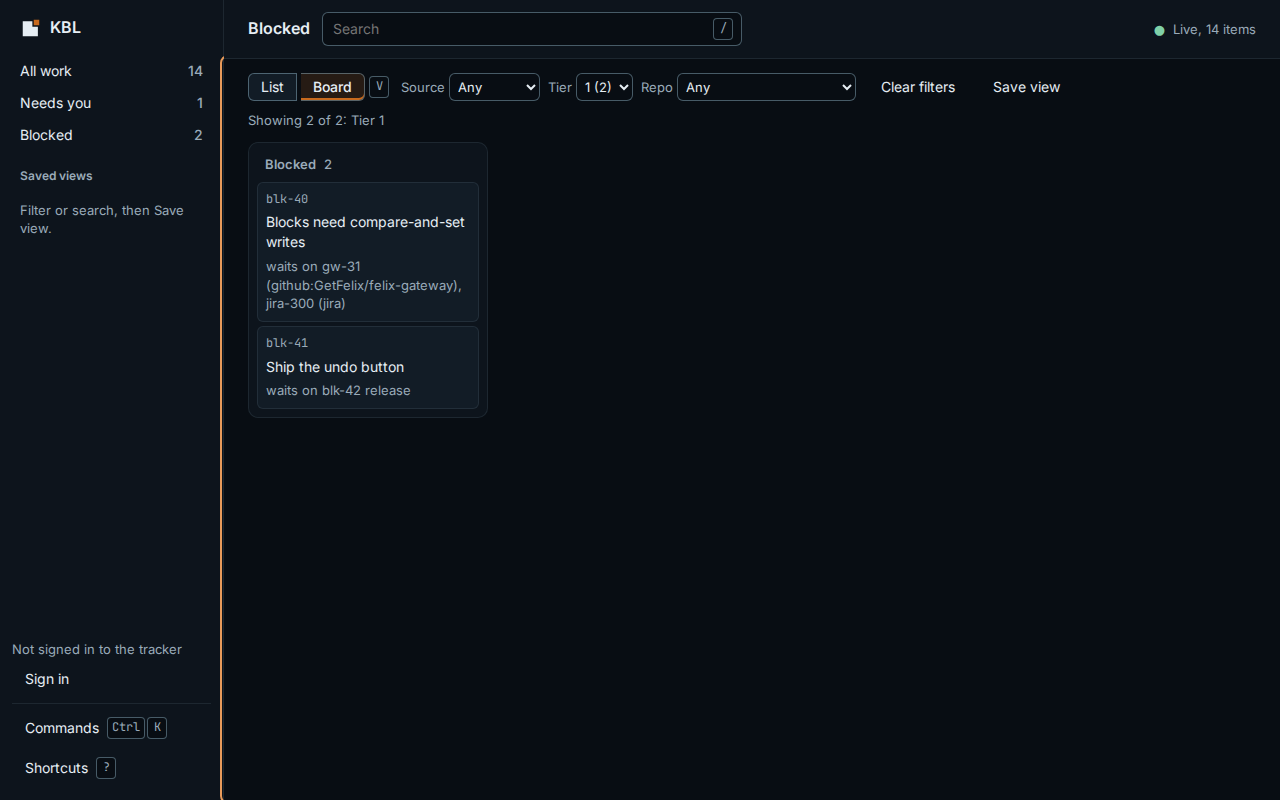 KBL
All work 14
Needs you 1
Blocked 2
Saved views
Filter or search, then Save
view.
Not signed in to the tracker
Sign in
Commands Ctrl K
Shortcuts ?
Blocked Search / Live, 14 items
List Board V Source Any Tier 1 (2) Repo Any Clear filters Save view
Showing 2 of 2: Tier 1
Blocked 2
blk-40
Blocks need compare-and-set
writes
waits on gw-31
(github:GetFelix/felix-gateway),
jira-300 (jira)
blk-41
Ship the undo button
waits on blk-42 release